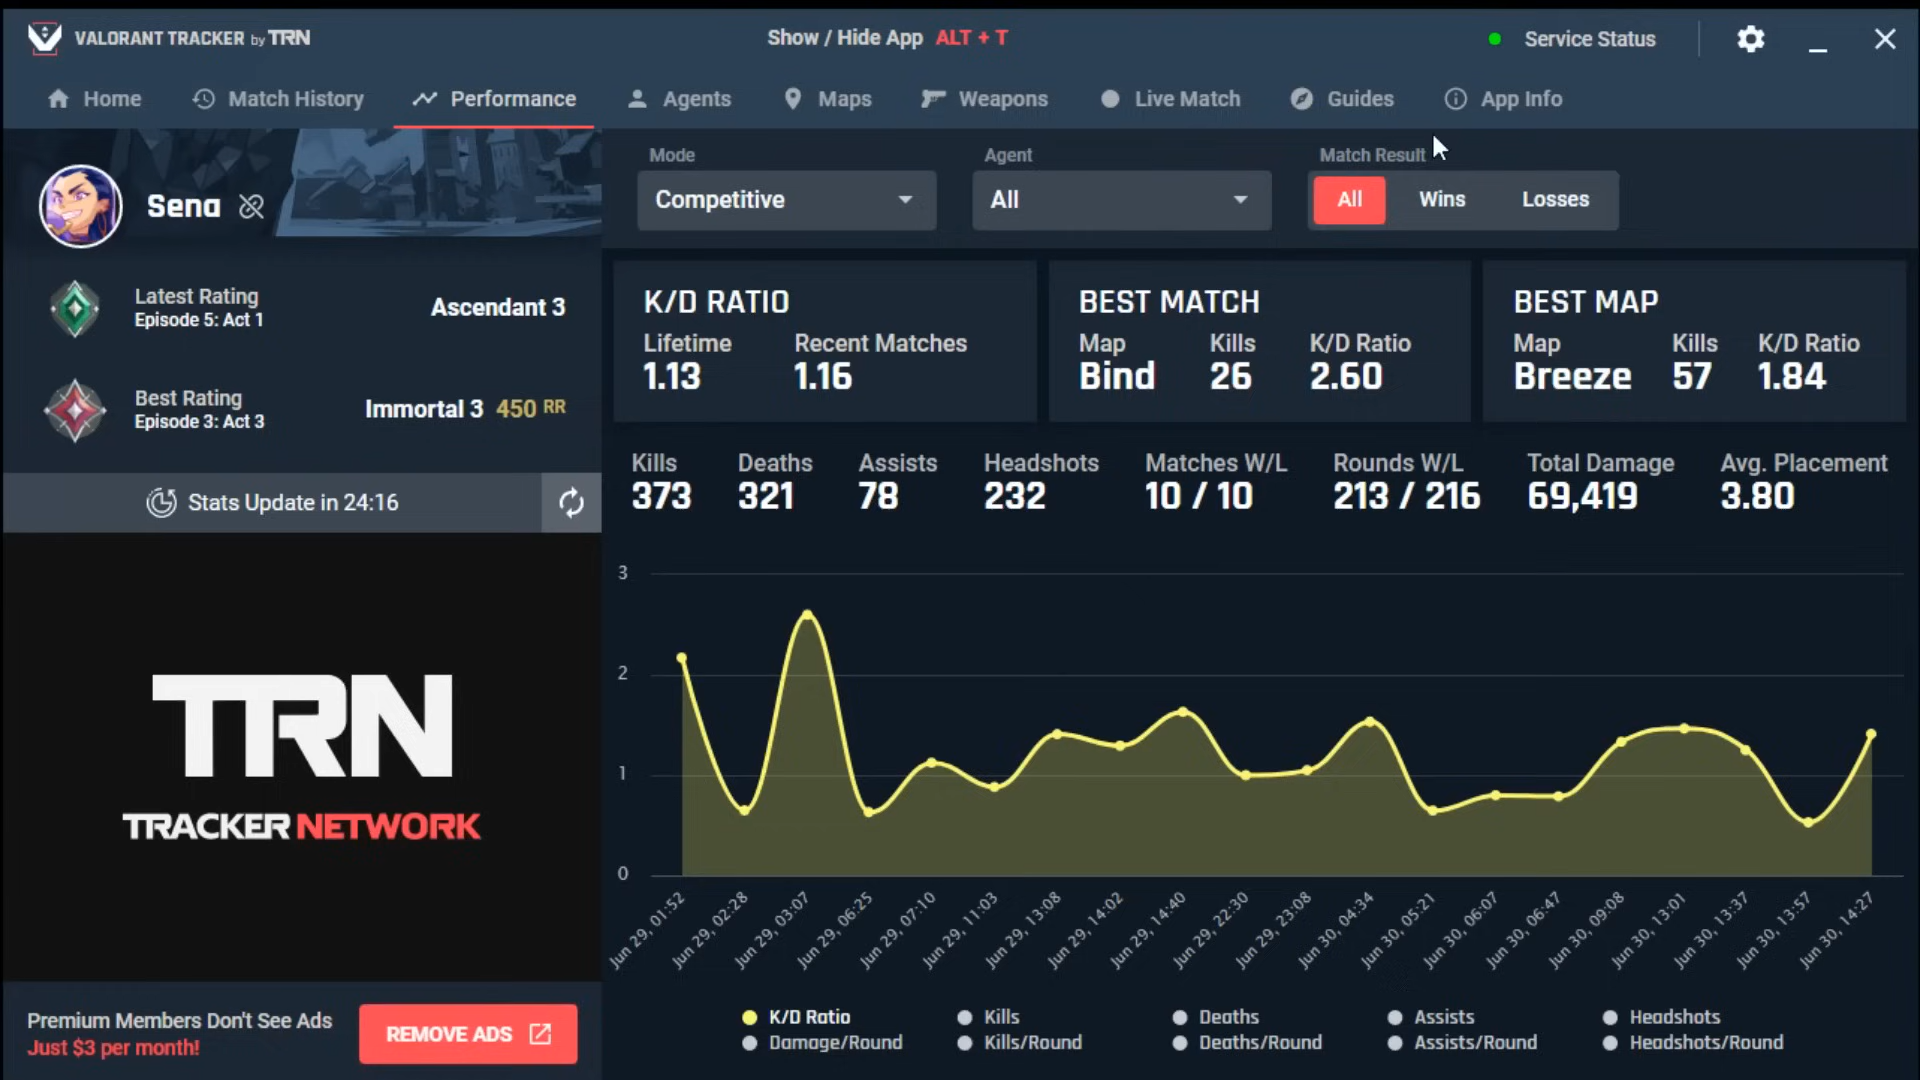 VALORANT TRACKER by TRN
Show / Hide App ALT + T
Service Status
Home Match History Performance Agents Maps Weapons Live Match Guides App Info
Sena
Latest Rating
Episode 5: Act 1
Ascendant 3
Best Rating
Episode 3: Act 3
Immortal 3 450 RR
Stats Update in 24:16
TRN
TRACKER NETWORK
Premium Members Don't See Ads
Just $3 per month!
REMOVE ADS
Mode Agent Match Result
Competitive All All Wins Losses
K/D RATIO
Lifetime Recent Matches
1.13 1.16
BEST MATCH
Map Kills K/D Ratio
Bind 26 2.60
BEST MAP
Map Kills K/D Ratio
Breeze 57 1.84
Kills Deaths Assists Headshots Matches W/L Rounds W/L Total Damage Avg. Placement
373 321 78 232 10 / 10 213 / 216 69,419 3.80
3
2
1
0
Jun 29, 01:52
Jun 29, 02:28
Jun 29, 03:07
Jun 29, 06:25
Jun 29, 07:10
Jun 29, 11:03
Jun 29, 13:08
Jun 29, 14:02
Jun 29, 14:40
Jun 29, 22:30
Jun 29, 23:08
Jun 30, 04:34
Jun 30, 05:21
Jun 30, 06:07
Jun 30, 06:47
Jun 30, 09:08
Jun 30, 13:01
Jun 30, 13:37
Jun 30, 13:57
Jun 30, 14:27
K/D Ratio Kills Deaths Assists Headshots
Damage/Round Kills/Round Deaths/Round Assists/Round Headshots/Round